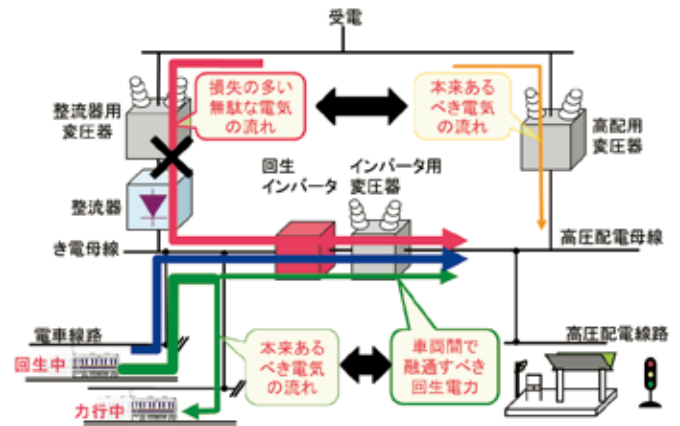 受電
整流器用
変圧器
損失の多い
無駄な電気
の流れ
本来ある
べき電気
の流れ
高配用
変圧器
整流器
回生
インバータ
インバータ用
変圧器
き電母線
高圧配電母線
電車線路
回生中
力行中
本来ある
べき電気
の流れ
車両間で
融通すべき
回生電力
高圧配電線路